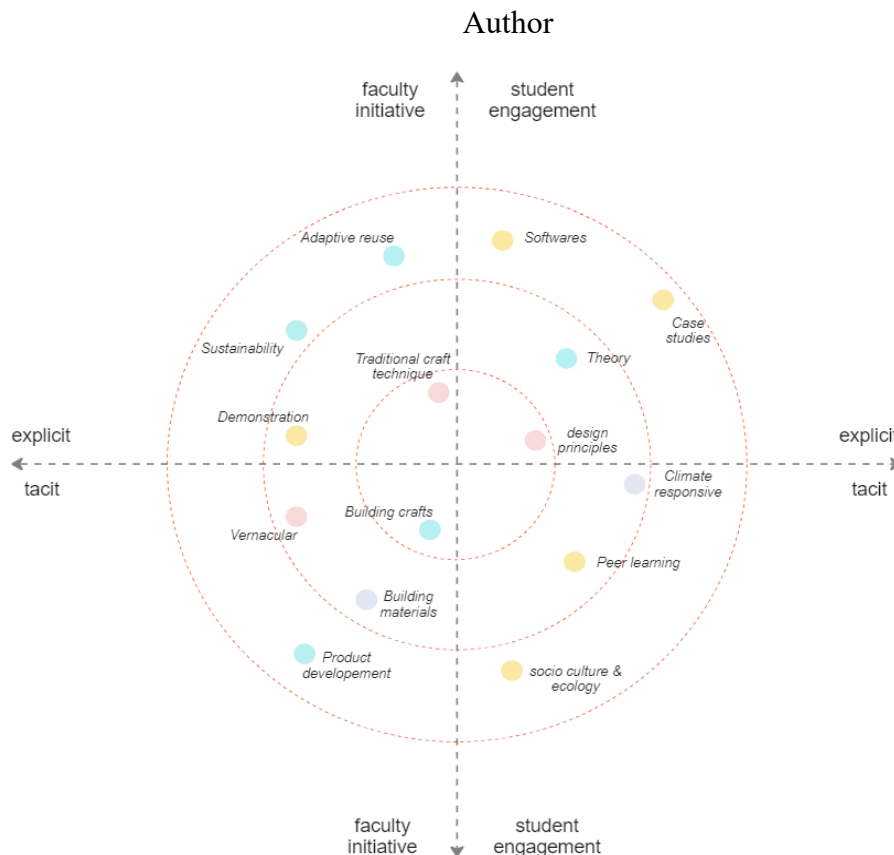 Author
faculty
initiative
student
engagement
Adaptive reuse
Softwares
Case
studies
Sustainability
Theory
Traditional craft
technique
Demonstration
design
principles
explicit
explicit
tacit
tacit
Climate
responsive
Building crafts
Vernacular
Peer learning
Building
materials
Product
developement
socio culture &
ecology
faculty
initiative
student
engagement